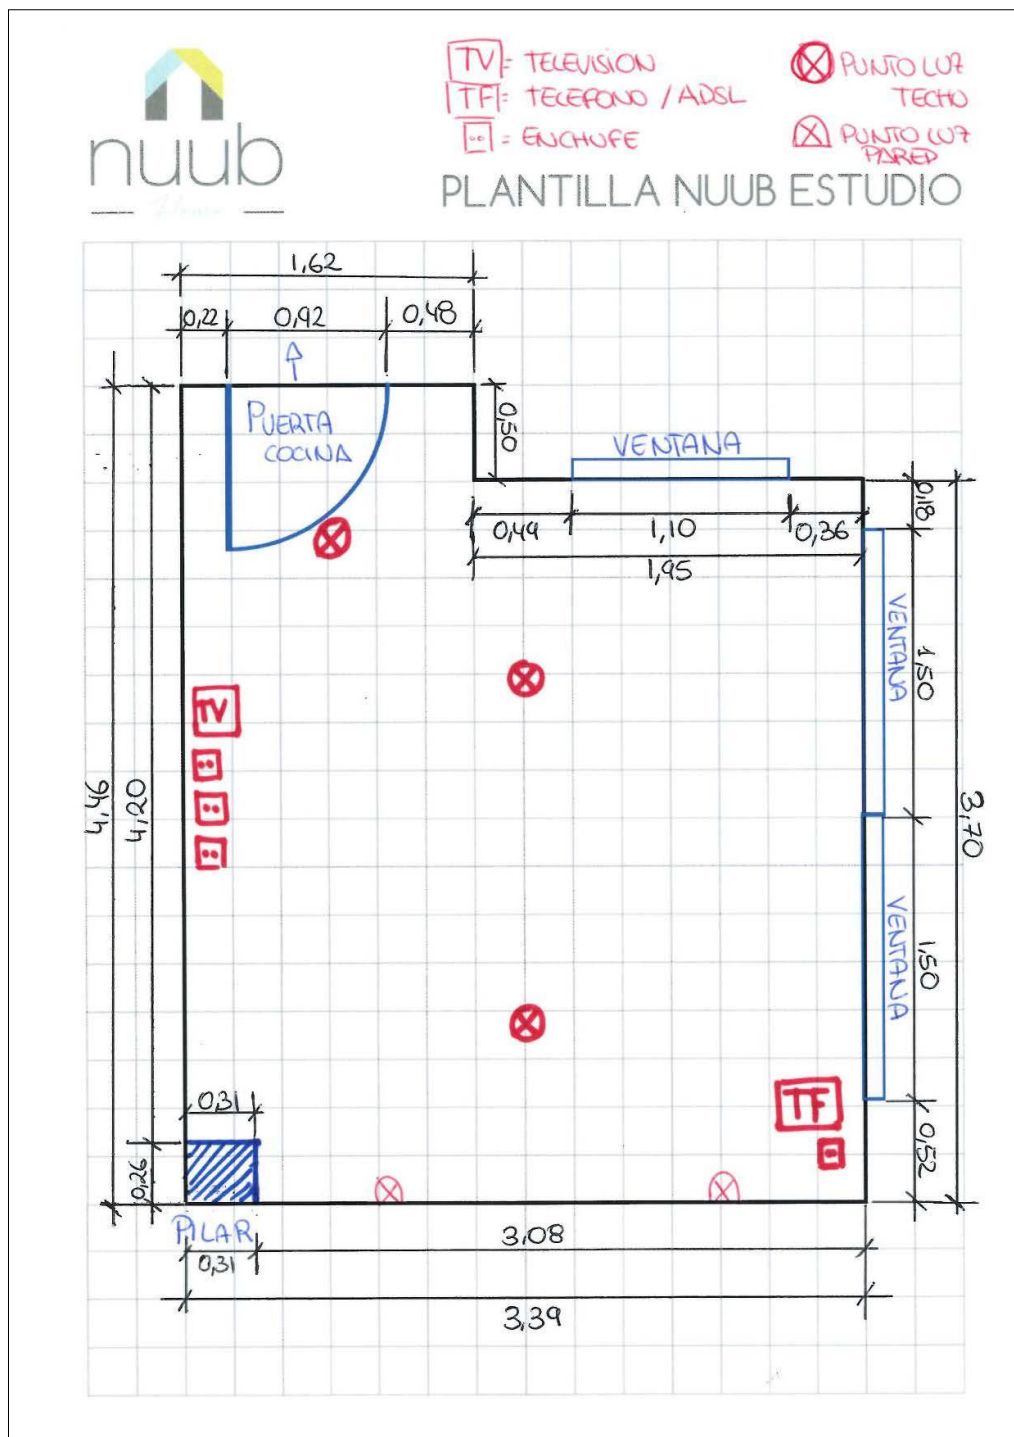 TV = TELEVISION
TF = TELEFONO / ADSL
= ENCHUFE
PUNTO LUZ
TECHO
PUNTO LUZ
PARED
nuub
Home
PLANTILLA NUUB ESTUDIO
1,62
0,22
0,92
0,48
PUERTA
COCINA
0,50
VENTANA
0,18
0,49
1,10
0,36
1,95
VENTANA
1,50
TV
4,46
4,20
3,70
VENTANA
1,50
0,31
TF
0,52
0,26
PILAR
0,31
3,08
3,39